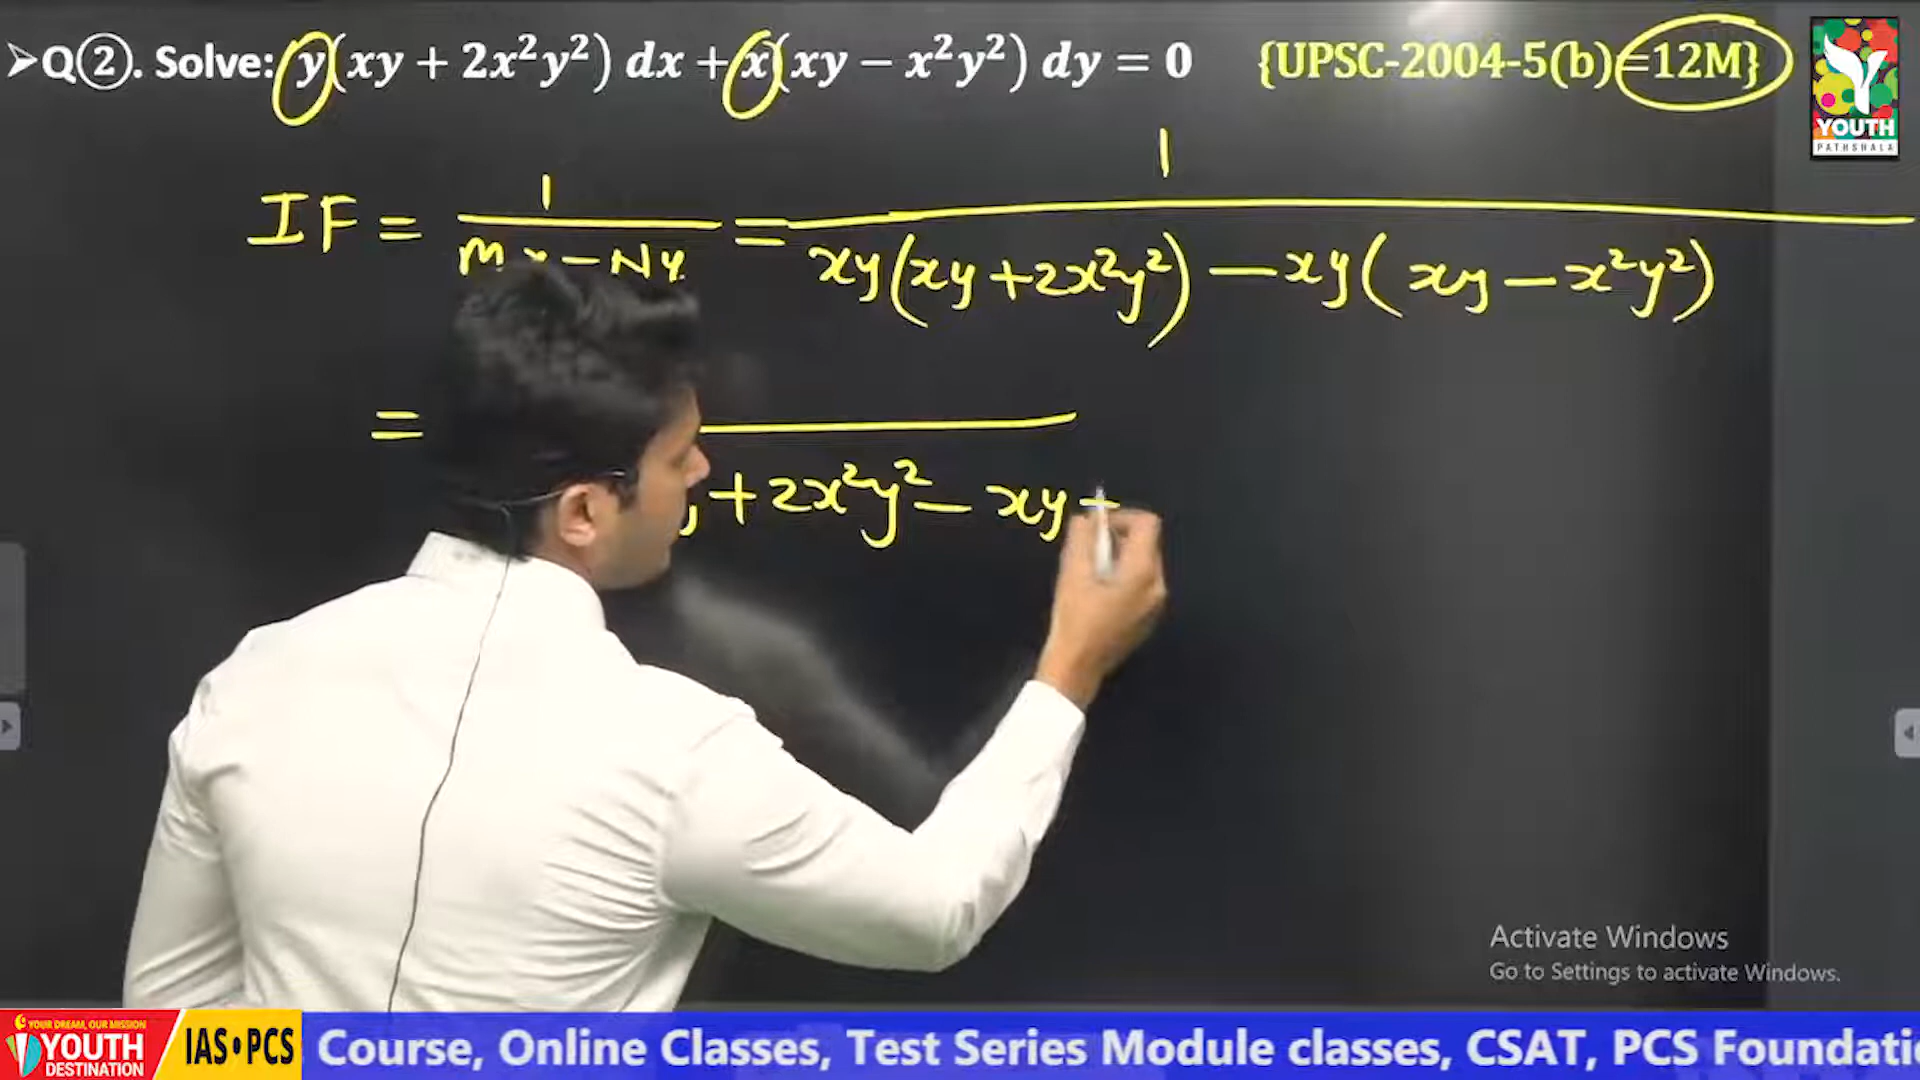 ➢Q②. Solve: y(xy + 2x²y²) dx + x(xy − x²y²) dy = 0 {UPSC-2004-5(b)=12M}
YOUTH
PATHSHALA
IF = 1/(Mx − Ny) = 1/(xy(xy + 2x²y²) − xy(xy − x²y²))
=
y + 2x²y² − xy +
Activate Windows
Go to Settings to activate Windows.
YOUR DREAM, OUR MISSION
YOUTH
DESTINATION
IAS•PCS
Course, Online Classes, Test Series Module classes, CSAT, PCS Foundati